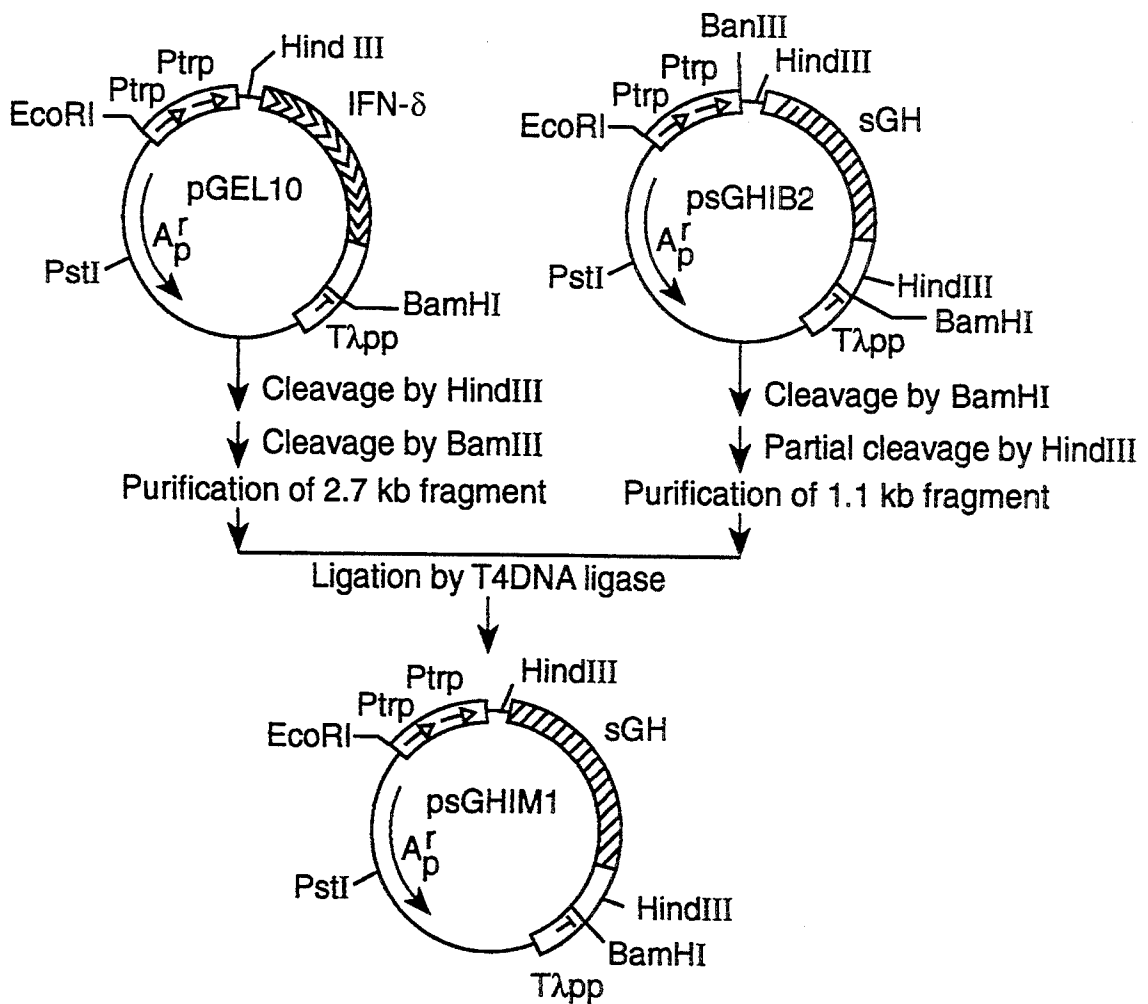 Hind III
Ptrp
Ptrp
EcoRI
IFN-δ
pGEL10
Apr
PstI
BamHI
Tλpp
BanIII
HindIII
Ptrp
Ptrp
EcoRI
sGH
psGHIB2
Apr
PstI
HindIII
BamHI
Tλpp
Cleavage by HindIII
Cleavage by BamIII
Purification of 2.7 kb fragment
Cleavage by BamHI
Partial cleavage by HindIII
Purification of 1.1 kb fragment
Ligation by T4DNA ligase
HindIII
Ptrp
Ptrp
EcoRI
sGH
psGHIM1
Apr
PstI
HindIII
BamHI
Tλpp